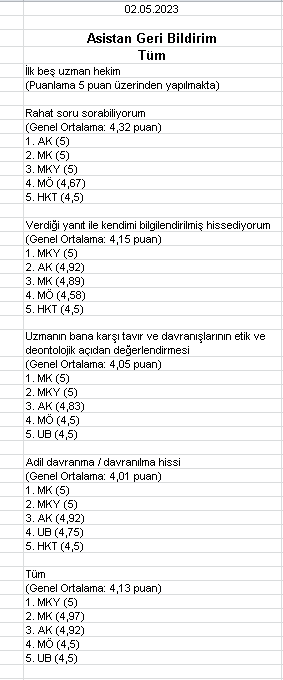 02.05.2023
Asistan Geri Bildirim
Tüm
İlk beş uzman hekim
(Puanlama 5 puan üzerinden yapılmakta)
Rahat soru sorabiliyorum
(Genel Ortalama: 4,32 puan)
1. AK (5)
2. MK (5)
3. MKY (5)
4. MÖ (4,67)
5. HKT (4,5)
Verdiği yanıt ile kendimi bilgilendirilmiş hissediyorum
(Genel Ortalama: 4,15 puan)
1. MKY (5)
2. AK (4,92)
3. MK (4,89)
4. MÖ (4,58)
5. HKT (4,5)
Uzmanın bana karşı tavır ve davranışlarının etik ve
deontolojik açıdan değerlendirmesi
(Genel Ortalama: 4,05 puan)
1. MK (5)
2. MKY (5)
3. AK (4,83)
4. MÖ (4,5)
5. UB (4,5)
Adil davranma / davranılma hissi
(Genel Ortalama: 4,01 puan)
1. MK (5)
2. MKY (5)
3. AK (4,92)
4. UB (4,75)
5. HKT (4,5)
Tüm
(Genel Ortalama: 4,13 puan)
1. MKY (5)
2. MK (4,97)
3. AK (4,92)
4. MÖ (4,5)
5. UB (4,5)